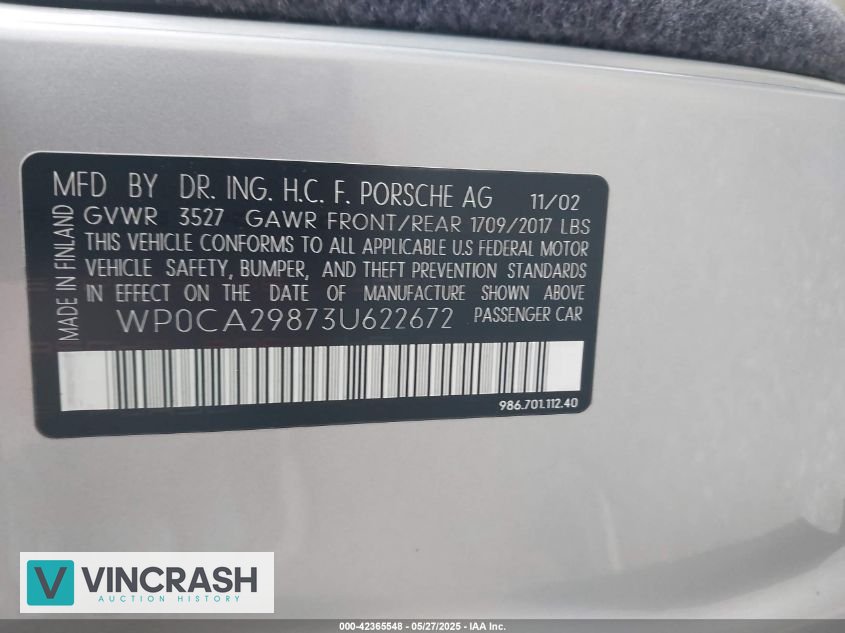 MFD BY DR. ING. H.C. F. PORSCHE AG 11/02
GVWR 3527 GAWR FRONT/REAR 1709/2017 LBS
THIS VEHICLE CONFORMS TO ALL APPLICABLE U.S FEDERAL MOTOR
VEHICLE SAFETY, BUMPER, AND THEFT PREVENTION STANDARDS
IN EFFECT ON THE DATE OF MANUFACTURE SHOWN ABOVE
WP0CA29873U622672 PASSENGER CAR
MADE IN FINLAND
986.701.112.40
VINCRASH
AUCTION HISTORY
000-42365548 - 05/27/2025 - IAA Inc.